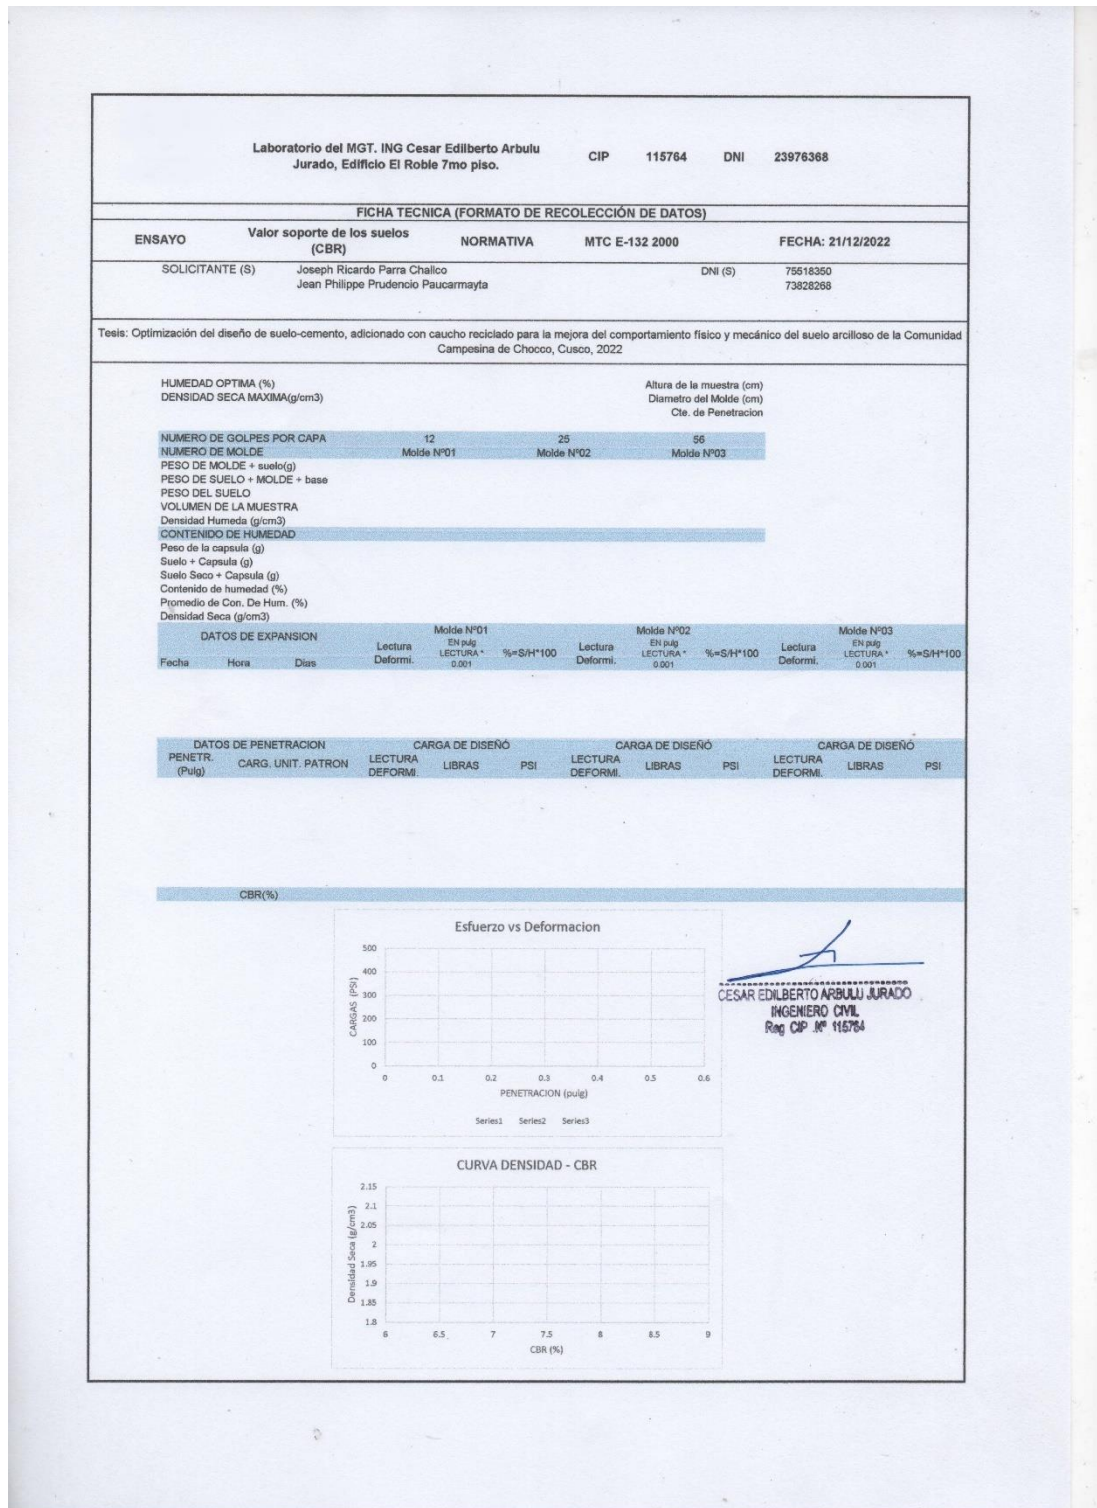 Laboratorio del MGT. ING Cesar Edilberto Arbulu
Jurado, Edificio El Roble 7mo piso.
CIP 115764 DNI 23976368
FICHA TECNICA (FORMATO DE RECOLECCIÓN DE DATOS)
ENSAYO Valor soporte de los suelos (CBR) NORMATIVA MTC E-132 2000 FECHA: 21/12/2022
SOLICITANTE (S) Joseph Ricardo Parra Challco DNI (S) 75518350
Jean Philippe Prudencio Paucarmayta 73828268
Tesis: Optimización del diseño de suelo-cemento, adicionado con caucho reciclado para la mejora del comportamiento físico y mecánico del suelo arcilloso de la Comunidad
Campesina de Chocco, Cusco, 2022
HUMEDAD OPTIMA (%) Altura de la muestra (cm)
DENSIDAD SECA MAXIMA(g/cm3) Diametro del Molde (cm)
Cte. de Penetracion
NUMERO DE GOLPES POR CAPA 12 25 56
NUMERO DE MOLDE Molde Nº01 Molde Nº02 Molde Nº03
PESO DE MOLDE + suelo(g)
PESO DE SUELO + MOLDE + base
PESO DEL SUELO
VOLUMEN DE LA MUESTRA
Densidad Humeda (g/cm3)
CONTENIDO DE HUMEDAD
Peso de la capsula (g)
Suelo + Capsula (g)
Suelo Seco + Capsula (g)
Contenido de humedad (%)
Promedio de Con. De Hum. (%)
Densidad Seca (g/cm3)
DATOS DE EXPANSION Molde Nº01 Molde Nº02 Molde Nº03
Fecha Hora Dias Lectura Deformi. EN pulg LECTURA * 0.001 %=S/H*100 Lectura Deformi. EN pulg LECTURA * 0.001 %=S/H*100 Lectura Deformi. EN pulg LECTURA * 0.001 %=S/H*100
DATOS DE PENETRACION CARGA DE DISEÑO CARGA DE DISEÑO CARGA DE DISEÑO
PENETR. (Pulg) CARG. UNIT. PATRON LECTURA DEFORMI. LIBRAS PSI LECTURA DEFORMI. LIBRAS PSI LECTURA DEFORMI. LIBRAS PSI
CBR(%)
Esfuerzo vs Deformacion
CARGAS (PSI)
500
400
300
200
100
0
0 0.1 0.2 0.3 0.4 0.5 0.6
PENETRACION (pulg)
Series1 Series2 Series3
CESAR EDILBERTO ARBULU JURADO
INGENIERO CIVIL
Reg CIP .Nº 115764
CURVA DENSIDAD - CBR
Densidad Seca (g/cm3)
2.15
2.1
2.05
2
1.95
1.9
1.85
1.8
6 6.5 7 7.5 8 8.5 9
CBR (%)